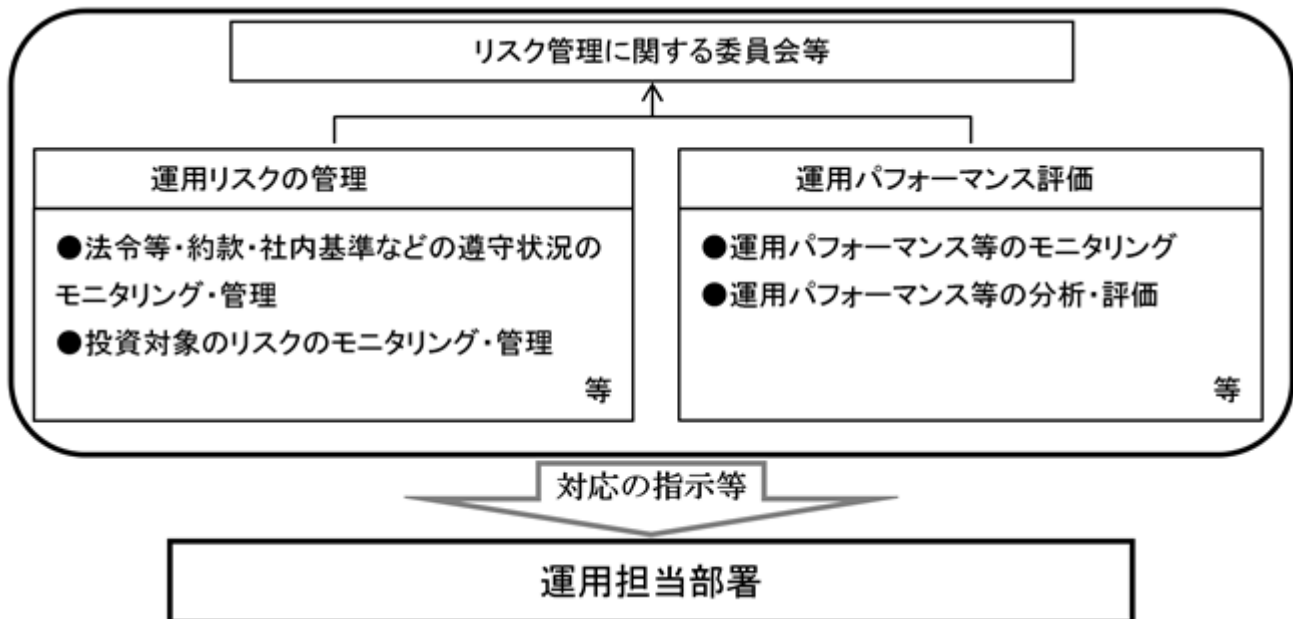 リスク管理に関する委員会等
運用リスクの管理
●法令等・約款・社内基準などの遵守状況の
モニタリング・管理
●投資対象のリスクのモニタリング・管理
等
運用パフォーマンス評価
●運用パフォーマンス等のモニタリング
●運用パフォーマンス等の分析・評価
等
対応の指示等
運用担当部署